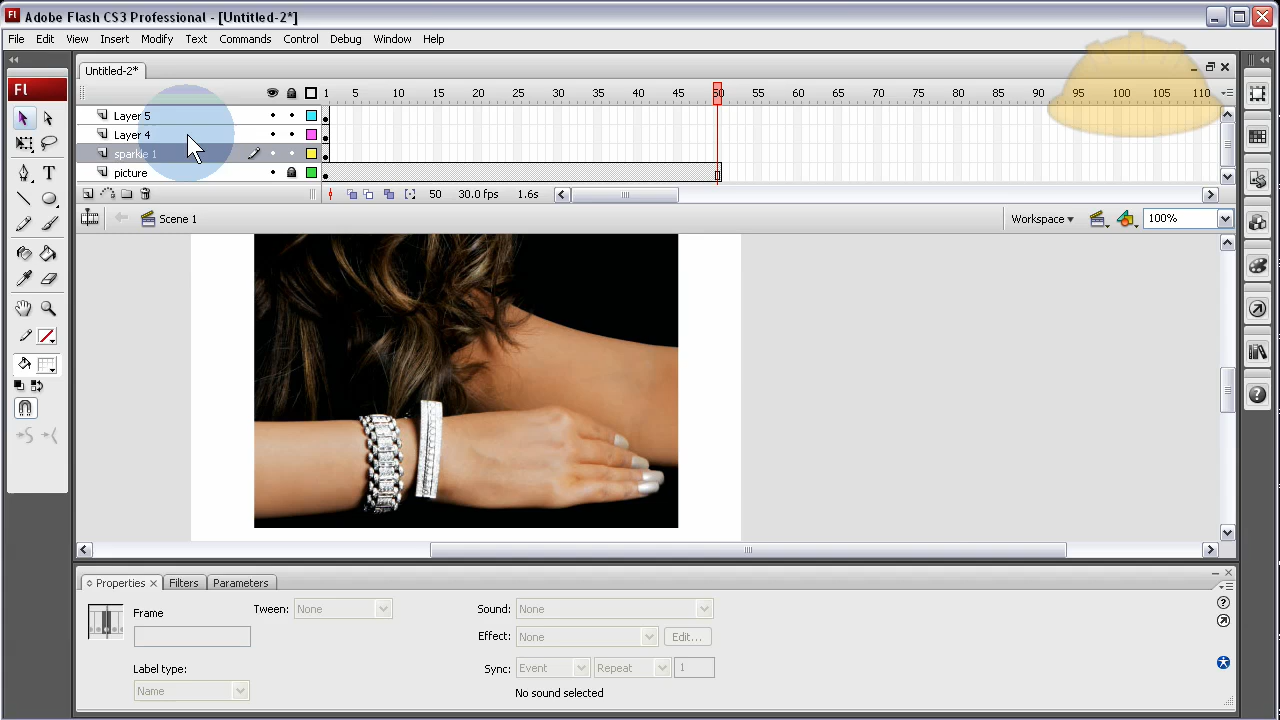 Fl Adobe Flash CS3 Professional - [Untitled-2*]
File Edit View Insert Modify Text Commands Control Debug Window Help
Untitled-2*
Fl
1 5 10 15 20 25 30 35 40 45 50 55 60 65 70 75 80 85 90 95 100 105 110
Layer 5
Layer 4
sparkle 1
picture
50 30.0 fps 1.6s
Scene 1 Workspace 100%
T
Properties Filters Parameters
Frame Tween: None Sound: None
Effect: None Edit...
Label type: Sync: Event Repeat 1
Name No sound selected